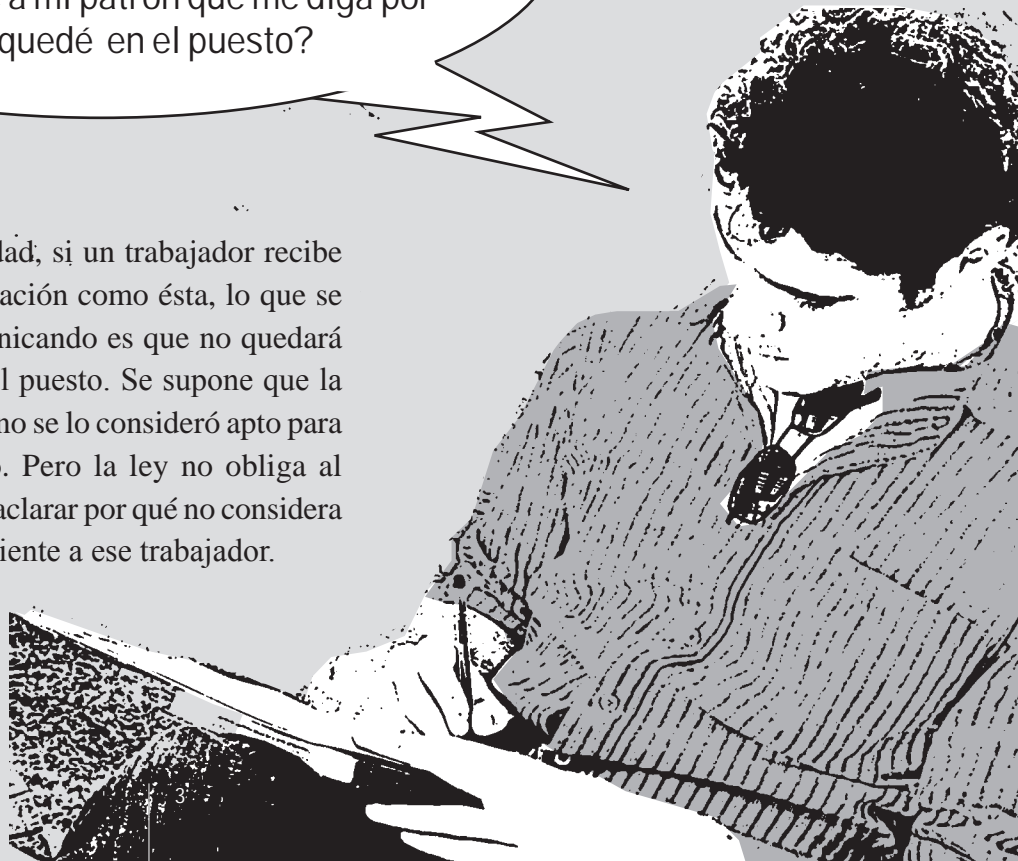 a mi patrón que me diga por
quedé en el puesto?
dad, si un trabajador recibe
ación como ésta, lo que se
nicando es que no quedará
l puesto. Se supone que la
no se lo consideró apto para
o. Pero la ley no obliga al
aclarar por qué no considera
iente a ese trabajador.
3